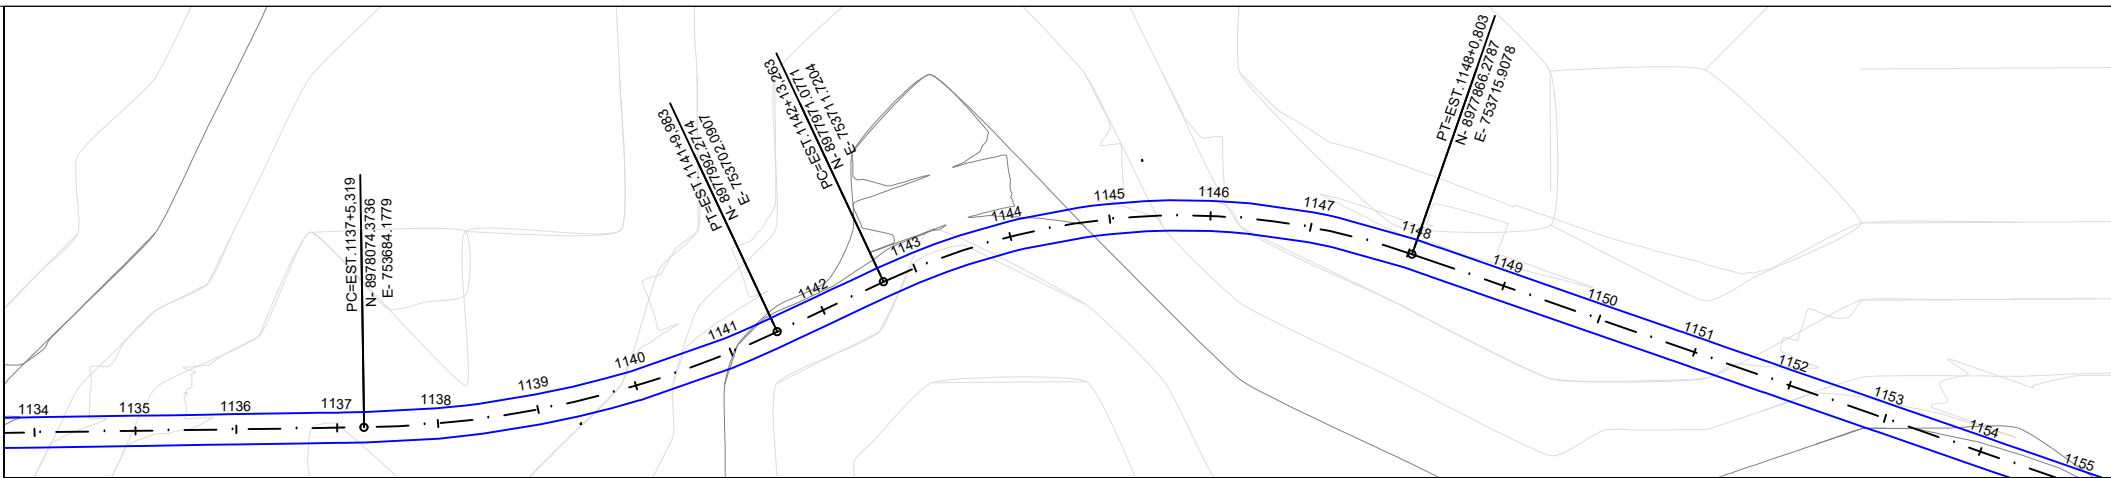 PC=EST.1137+5,319
N- 8978074.3736
E- 753684.1779
PT=EST.1141+9,983
N- 8977992.2714
E- 753702.0907
PC=EST.1142+13,263
N- 8977971.0771
E- 753711.7204
PT=EST.1148+0,803
N- 8977866.2787
E- 753715.9078
1134
1135
1136
1137
1138
1139
1140
1141
1142
1143
1144
1145
1146
1147
1148
1149
1150
1151
1152
1153
1154
1155